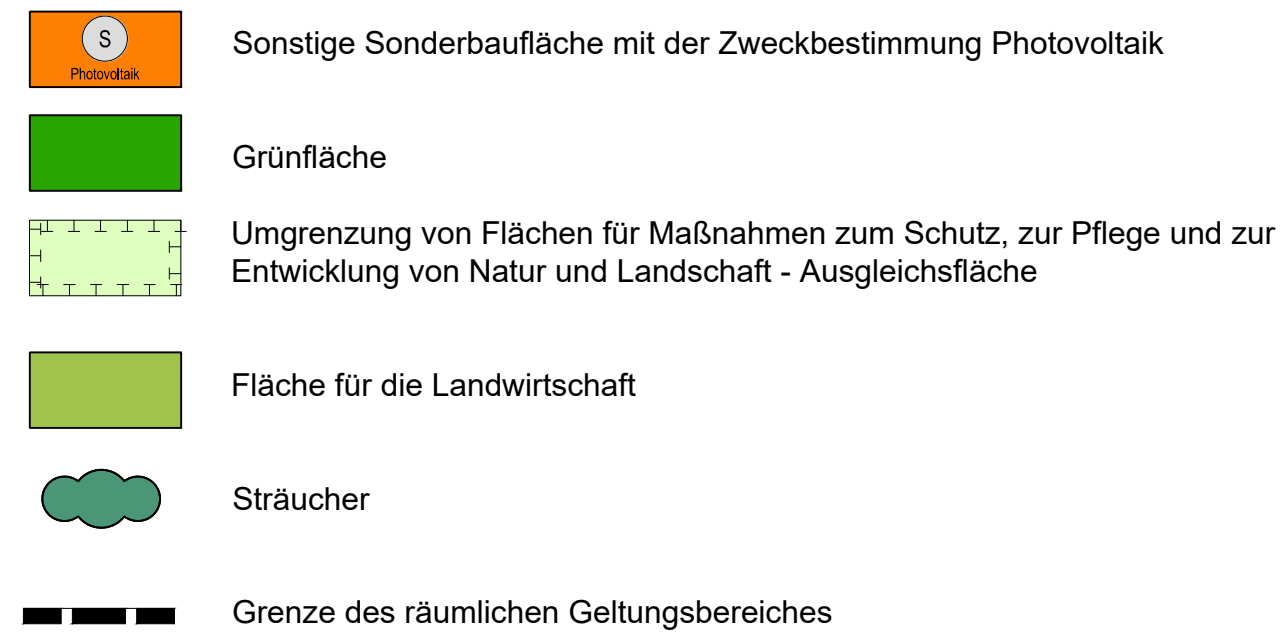 S
Photovoltaik
Sonstige Sonderbaufläche mit der Zweckbestimmung Photovoltaik
Grünfläche
Umgrenzung von Flächen für Maßnahmen zum Schutz, zur Pflege und zur
Entwicklung von Natur und Landschaft - Ausgleichsfläche
Fläche für die Landwirtschaft
Sträucher
Grenze des räumlichen Geltungsbereiches